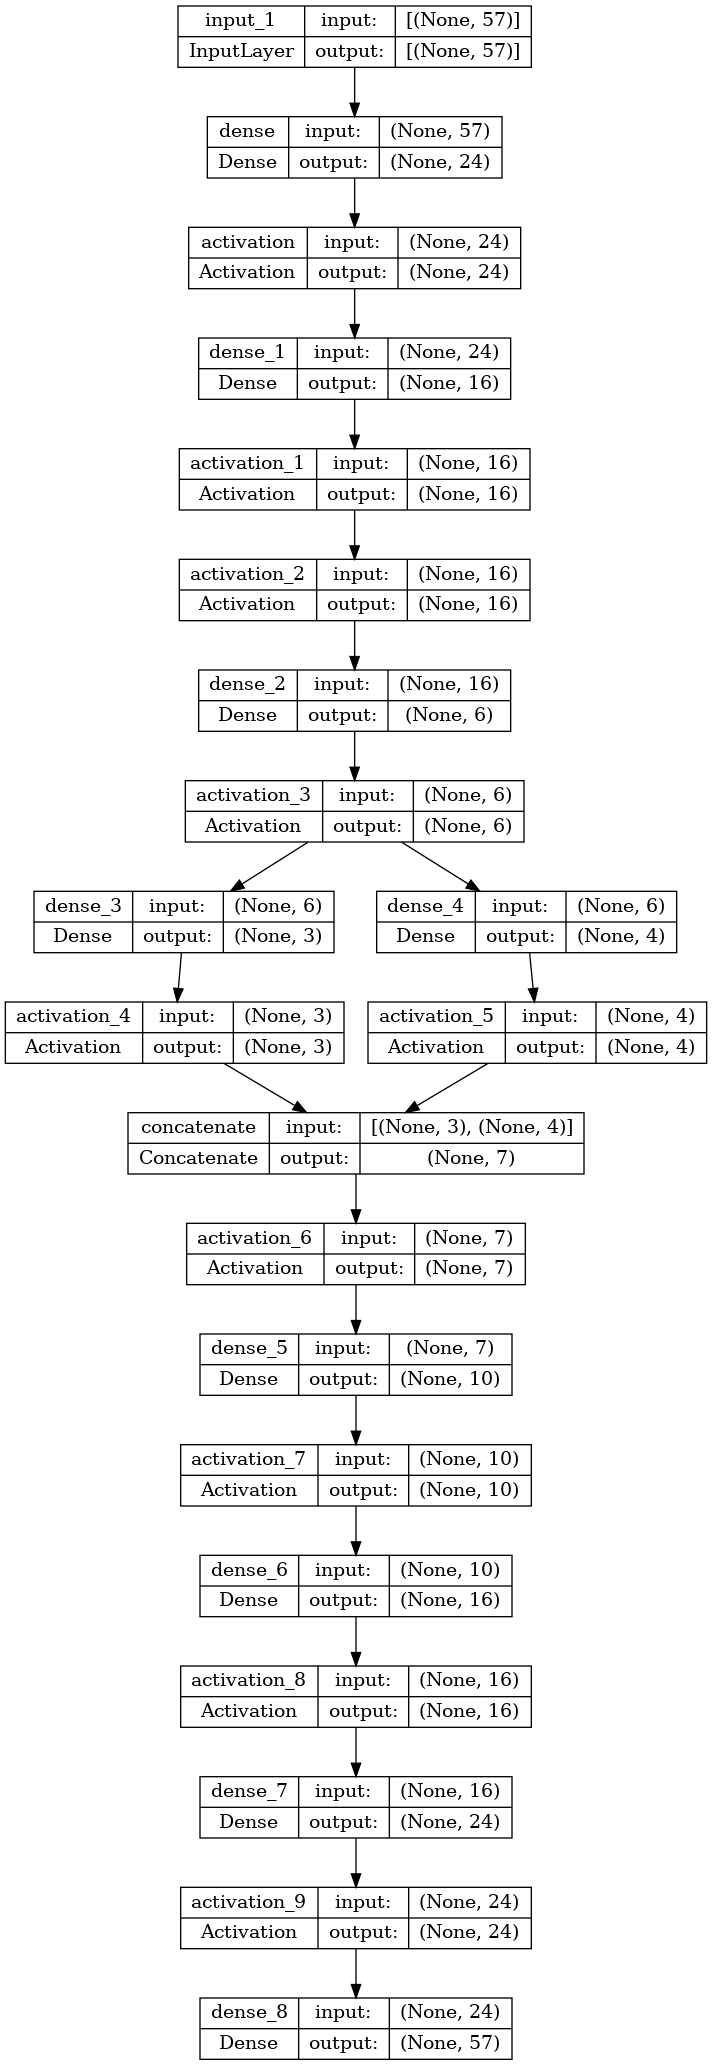 input_1 input: [(None, 57)]
InputLayer output: [(None, 57)]
dense input: (None, 57)
Dense output: (None, 24)
activation input: (None, 24)
Activation output: (None, 24)
dense_1 input: (None, 24)
Dense output: (None, 16)
activation_1 input: (None, 16)
Activation output: (None, 16)
activation_2 input: (None, 16)
Activation output: (None, 16)
dense_2 input: (None, 16)
Dense output: (None, 6)
activation_3 input: (None, 6)
Activation output: (None, 6)
dense_3 input: (None, 6)
Dense output: (None, 3)
dense_4 input: (None, 6)
Dense output: (None, 4)
activation_4 input: (None, 3)
Activation output: (None, 3)
activation_5 input: (None, 4)
Activation output: (None, 4)
concatenate input: [(None, 3), (None, 4)]
Concatenate output: (None, 7)
activation_6 input: (None, 7)
Activation output: (None, 7)
dense_5 input: (None, 7)
Dense output: (None, 10)
activation_7 input: (None, 10)
Activation output: (None, 10)
dense_6 input: (None, 10)
Dense output: (None, 16)
activation_8 input: (None, 16)
Activation output: (None, 16)
dense_7 input: (None, 16)
Dense output: (None, 24)
activation_9 input: (None, 24)
Activation output: (None, 24)
dense_8 input: (None, 24)
Dense output: (None, 57)